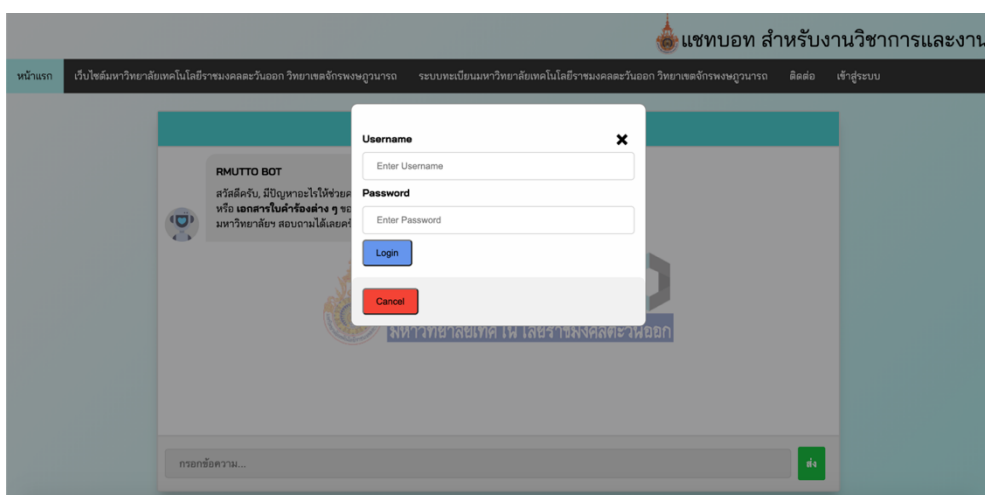 แชทบอท สำหรับงานวิชาการและงาน
หน้าแรก เว็บไซต์มหาวิทยาลัยเทคโนโลยีราชมงคลตะวันออก วิทยาเขตจักรพงษภูวนารถ ระบบทะเบียนมหาวิทยาลัยเทคโนโลยีราชมงคลตะวันออก วิทยาเขตจักรพงษภูวนารถ ติดต่อ เข้าสู่ระบบ
Username
Enter Username
Password
Enter Password
Login
Cancel
RMUTTO BOT
สวัสดีครับ, มีปัญหาอะไรให้ช่วย
หรือ เอกสารใบคำร้องต่าง ๆ
มหาวิทยาลัยฯ สอบถามได้เลย
มหาวิทยาลัยเทคโนโลยีราชมงคลตะวันออก
กรอกข้อความ...
ส่ง